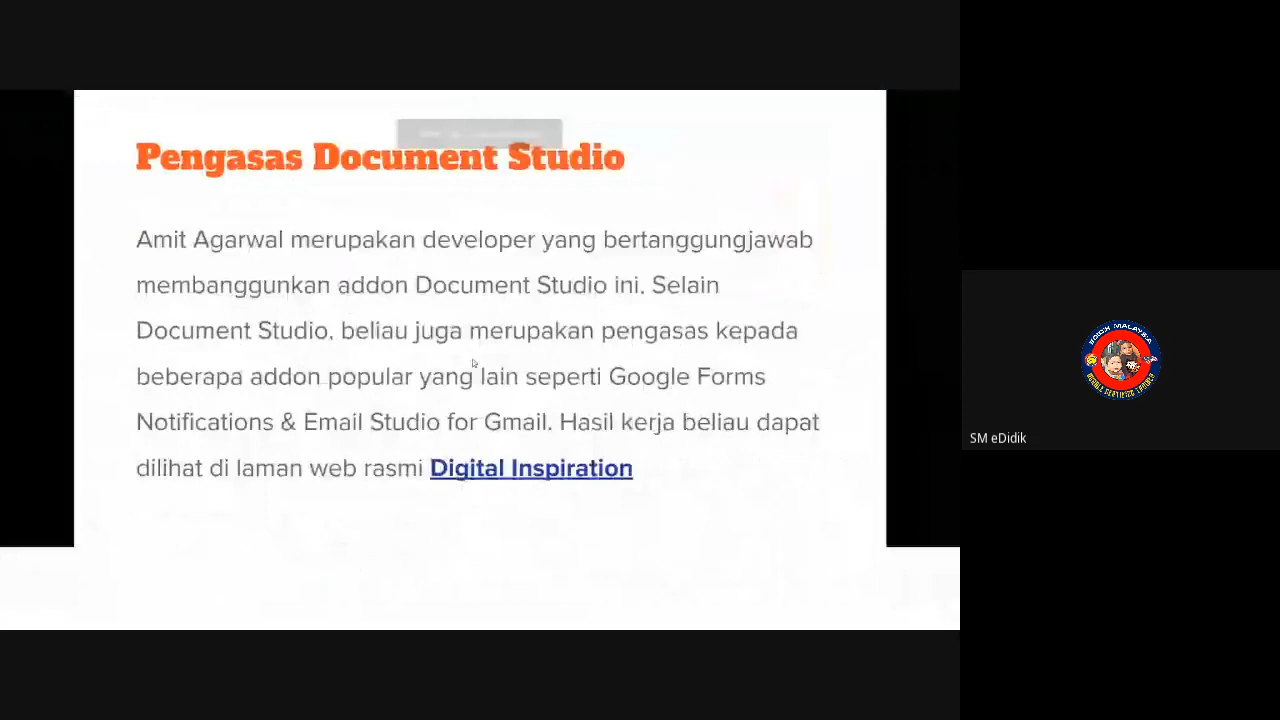 Pengasas Document Studio
Amit Agarwal merupakan developer yang bertanggungjawab
membanggunkan addon Document Studio ini. Selain
Document Studio, beliau juga merupakan pengasas kepada
beberapa addon popular yang lain seperti Google Forms
Notifications & Email Studio for Gmail. Hasil kerja beliau dapat
dilihat di laman web rasmi Digital Inspiration
SM eDidik